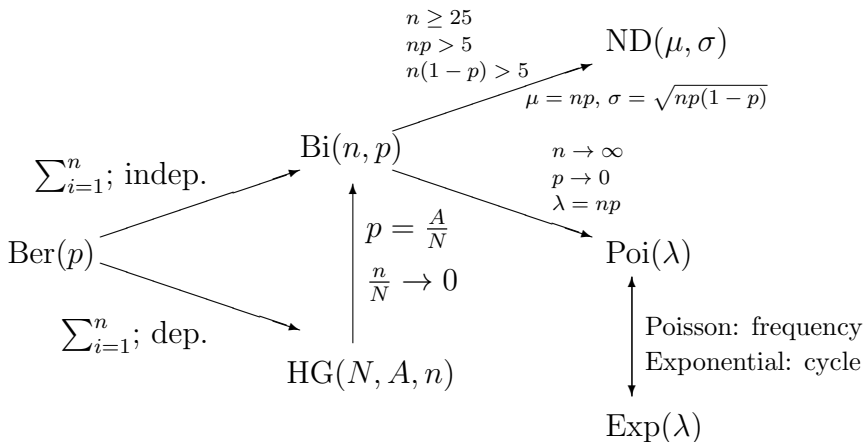 n ≥ 25
np > 5
n(1 − p) > 5
ND(μ, σ)
μ = np, σ = √np(1 − p)
Bi(n, p)
∑ⁿᵢ₌₁; indep.
n → ∞
p → 0
λ = np
p = A/N
n/N → 0
Ber(p)
Poi(λ)
∑ⁿᵢ₌₁; dep.
HG(N, A, n)
Poisson: frequency
Exponential: cycle
Exp(λ)